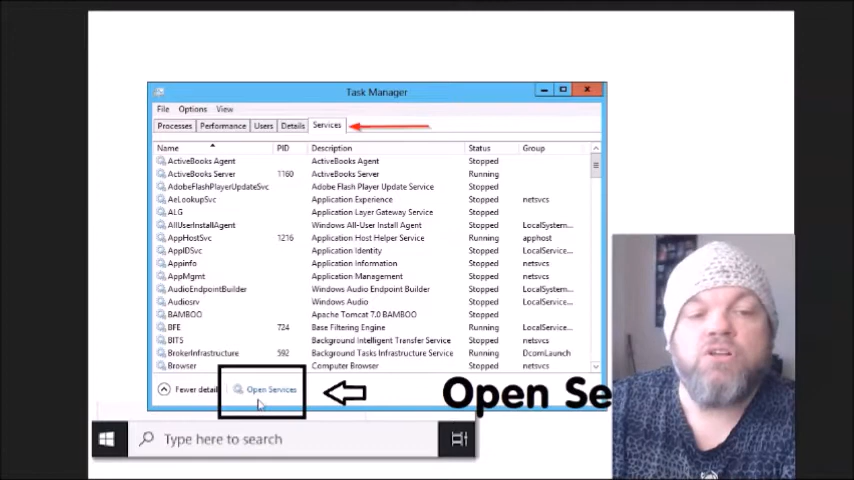 Task Manager
File Options View
Processes Performance Users Details Services
Name PID Description Status Group
ActiveBooks Agent ActiveBooks Agent Stopped
ActiveBooks Server 1160 ActiveBooks Server Running
AdobeFlashPlayerUpdateSvc Adobe Flash Player Update Service Stopped
AeLookupSvc Application Experience Stopped netsvcs
ALG Application Layer Gateway Service Stopped
AllUserInstallAgent Windows All-User Install Agent Stopped LocalSystem...
AppHostSvc 1216 Application Host Helper Service Running apphost
AppIDSvc Application Identity Stopped LocalService...
Appinfo Application Information Stopped netsvcs
AppMgmt Application Management Stopped netsvcs
AudioEndpointBuilder Windows Audio Endpoint Builder Stopped LocalSystem...
Audiosrv Windows Audio Stopped LocalService...
BAMBOO Apache Tomcat 7.0 BAMBOO Stopped
BFE 724 Base Filtering Engine Running LocalService...
BITS Background Intelligent Transfer Service Stopped netsvcs
BrokerInfrastructure 592 Background Tasks Infrastructure Service Running DcomLaunch
Browser Computer Browser Stopped netsvcs
Fewer detail Open Services
Open Se
Type here to search